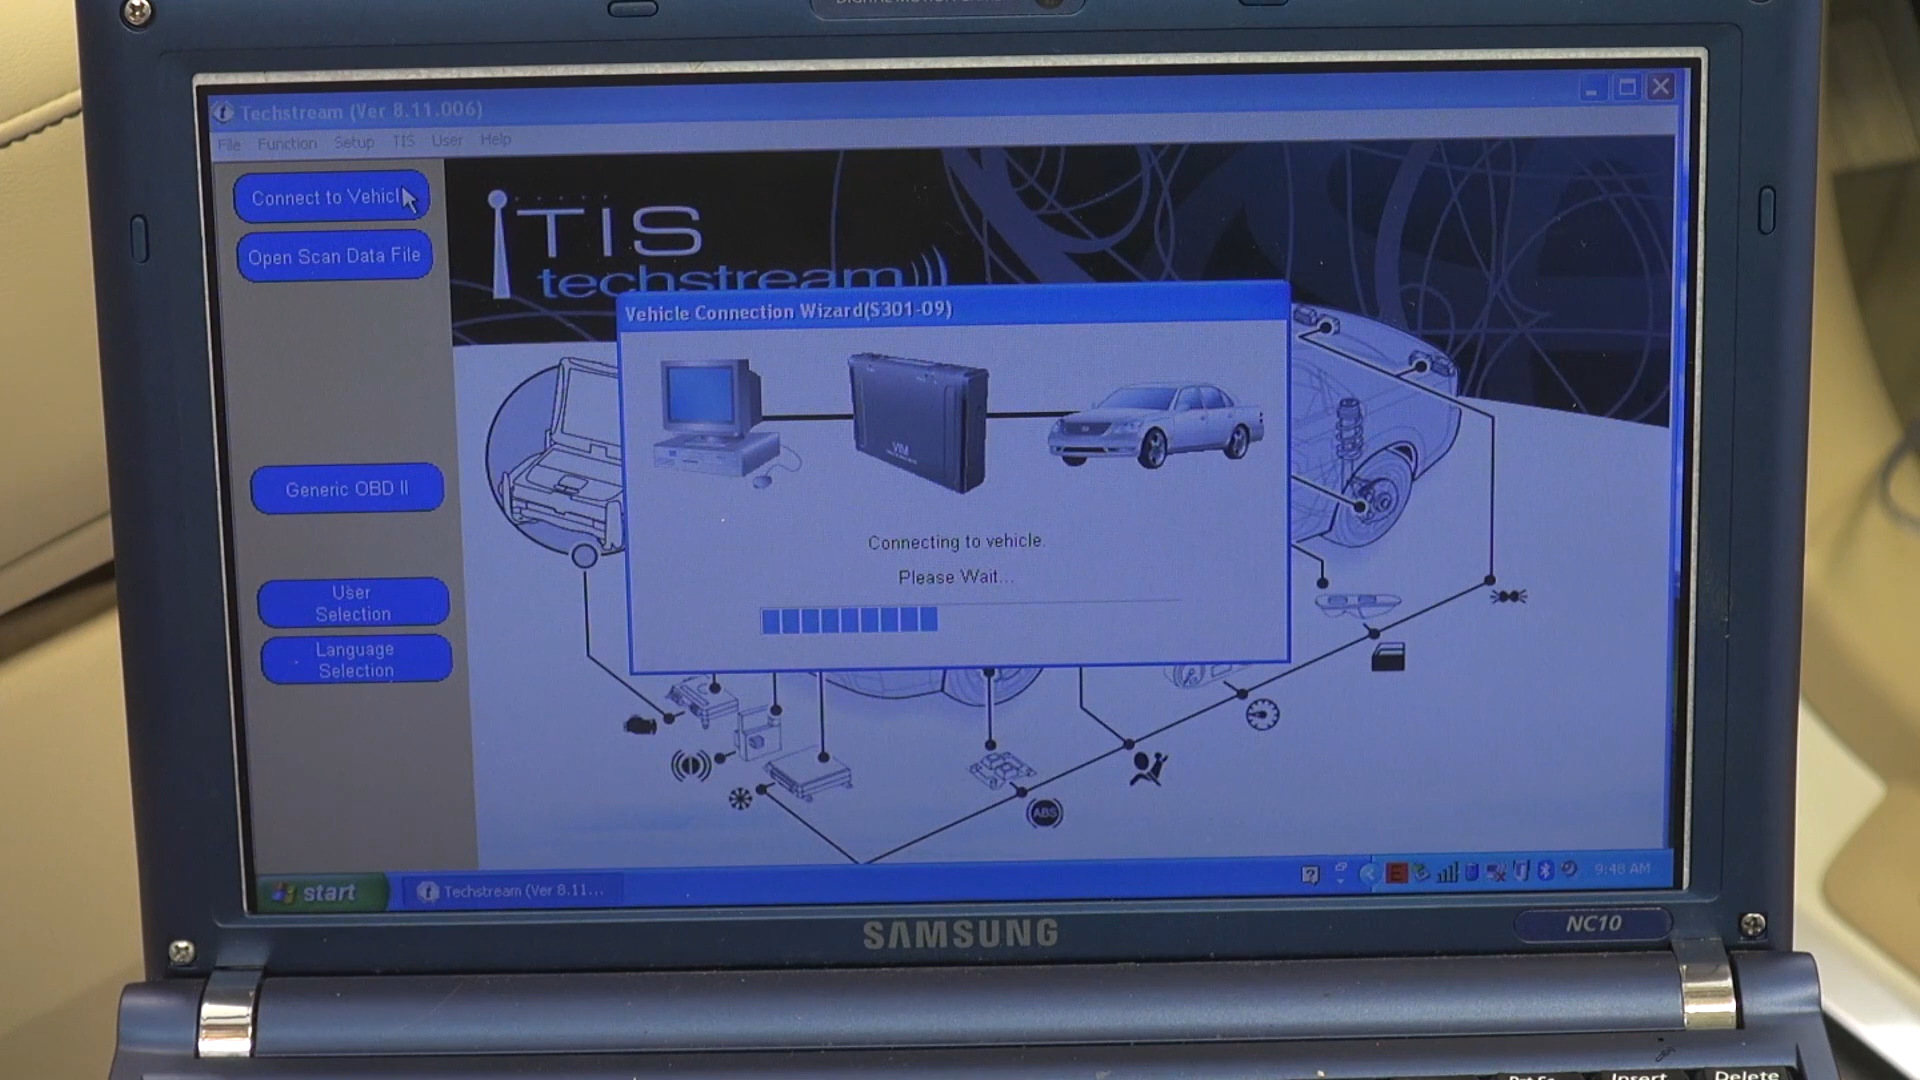 Techstream (Ver 8.11.006)
File Function Setup TIS User Help
Connect to Vehicl
Open Scan Data File
TIS
techstream
Vehicle Connection Wizard(S301-09)
VIM
Connecting to vehicle.
Please Wait...
Generic OBD II
User
Selection
Language
Selection
ABS
start
Techstream (Ver 8.11...
9:48 AM
SAMSUNG
NC10
Insert
Delete